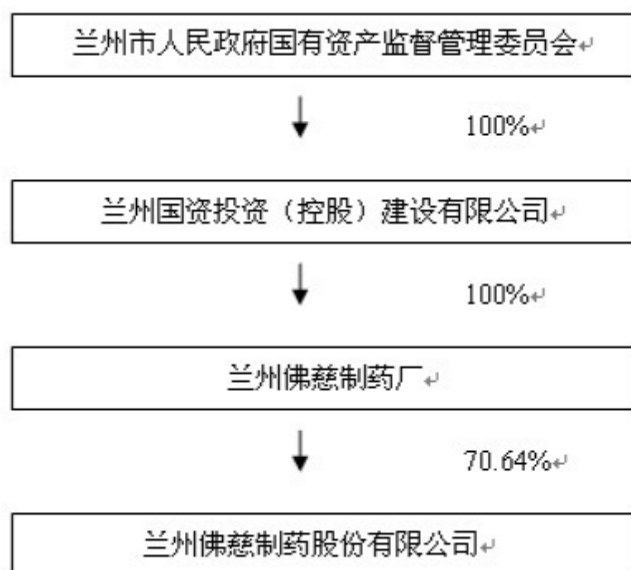 兰州市人民政府国有资产监督管理委员会↵
100%↵
兰州国资投资（控股）建设有限公司↵
100%↵
兰州佛慈制药厂↵
70.64%↵
兰州佛慈制药股份有限公司↵